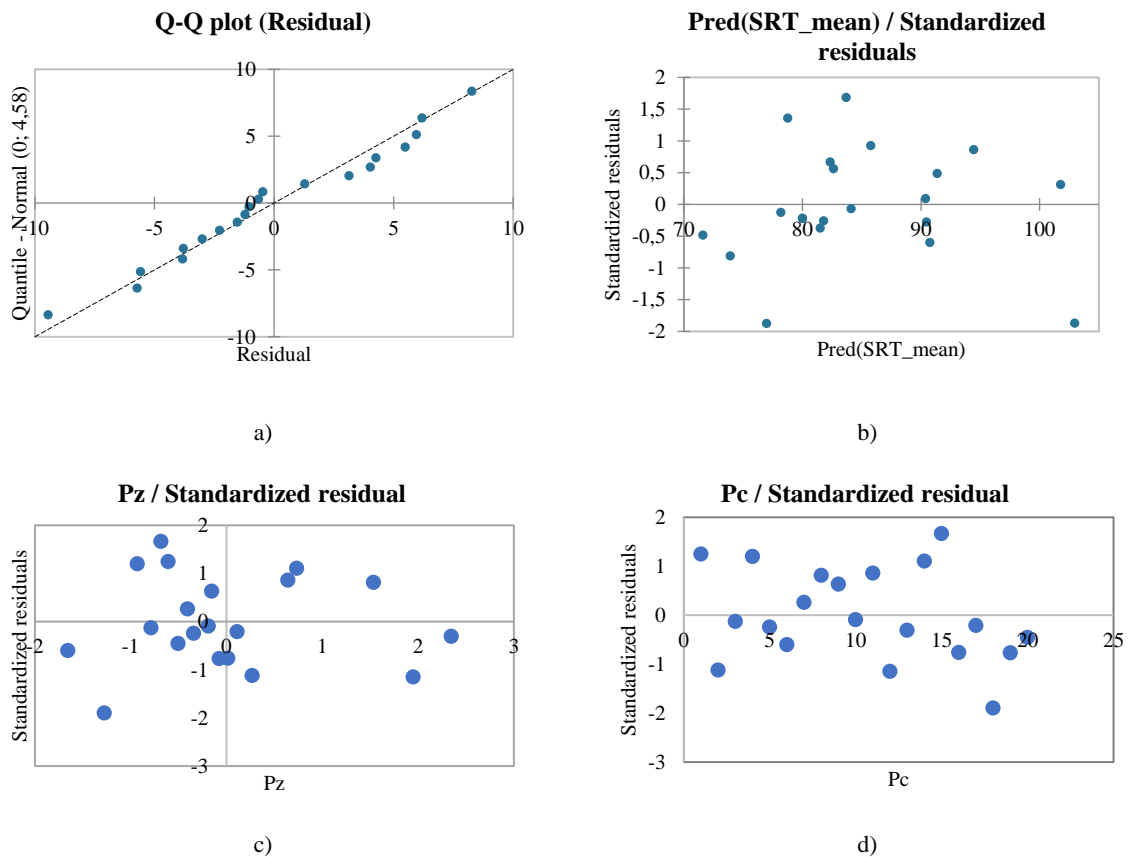 Q-Q plot (Residual)
Quantile - Normal (0; 4,58)
10
5
0
-10
-5
0
5
10
-5
-10
Residual
a)
Pred(SRT_mean) / Standardized
residuals
Standardized residuals
2
1,5
1
0,5
0
70
80
90
100
-0,5
-1
-1,5
-2
Pred(SRT_mean)
b)
Pz / Standardized residual
Standardized residuals
2
1
0
-2
-1
0
1
2
3
-1
-2
-3
Pz
c)
Pc / Standardized residual
Standardized residuals
2
1
0
0
5
10
15
20
25
-1
-2
-3
Pc
d)